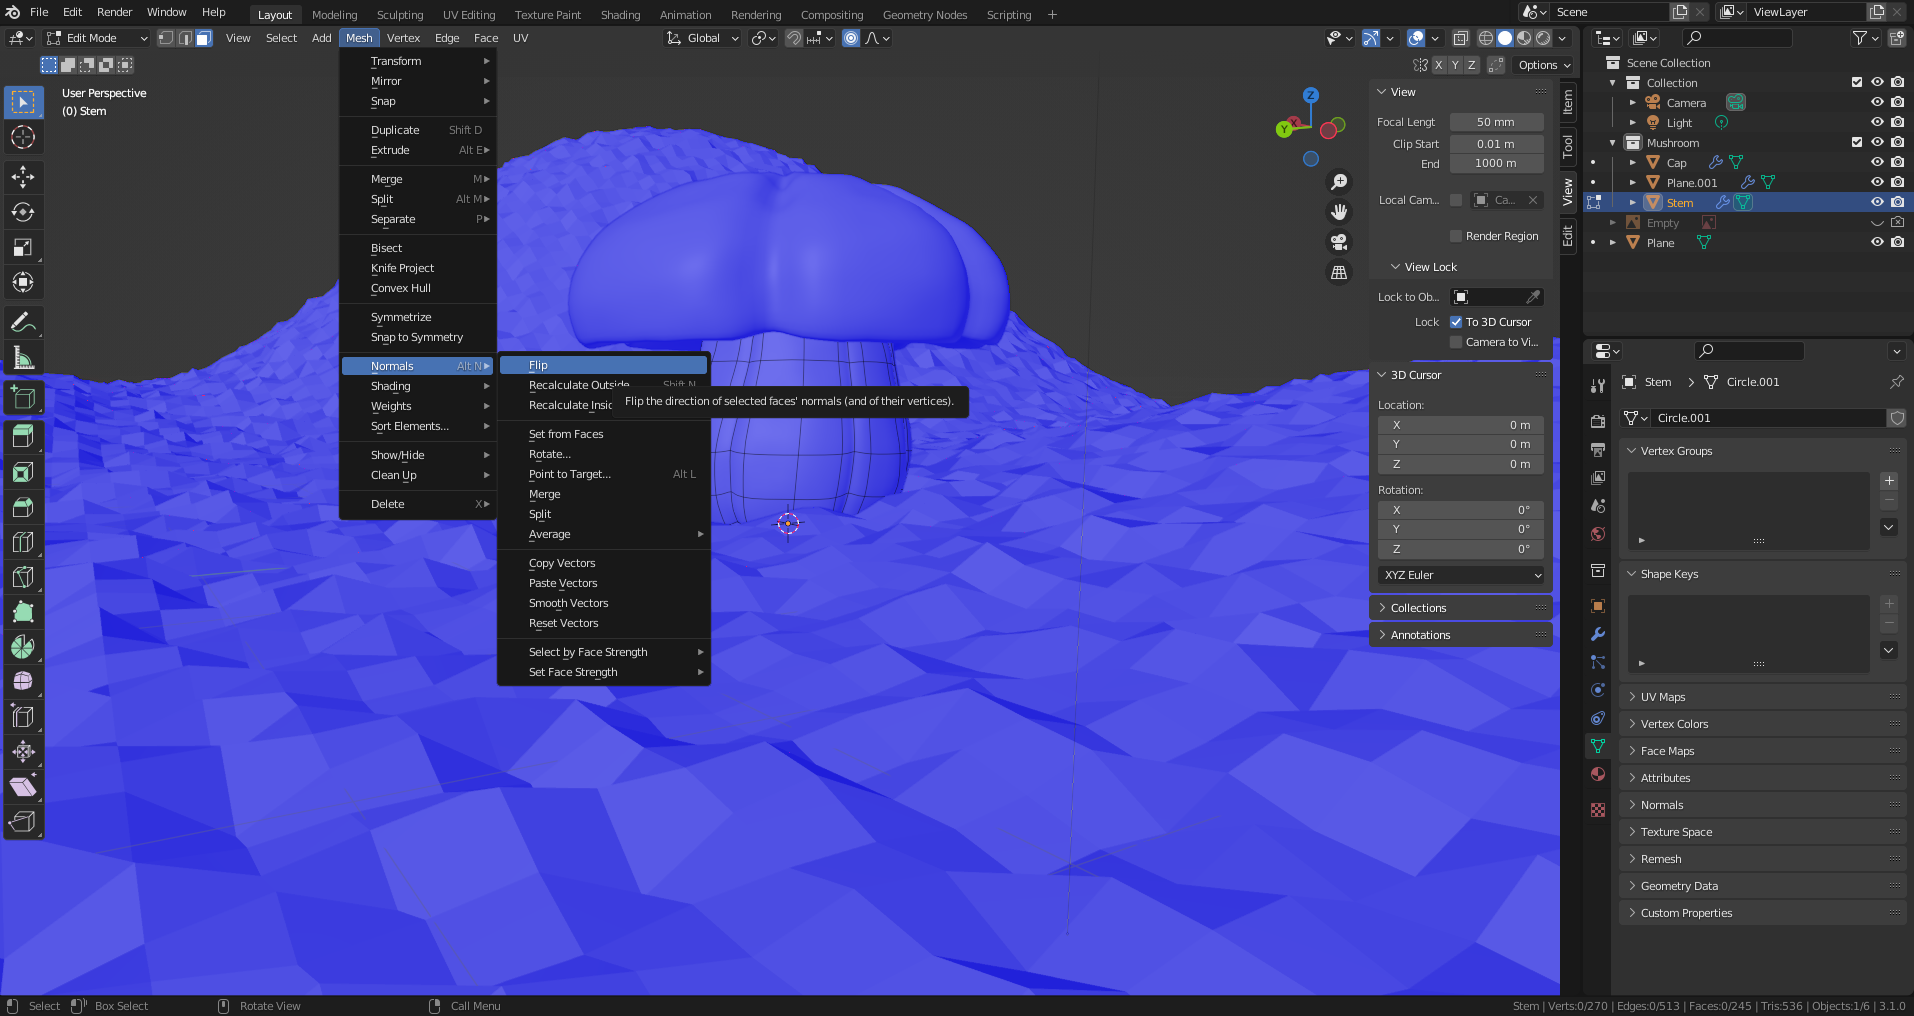 File Edit Render Window Help Layout Modeling Sculpting UV Editing Texture Paint Shading Animation Rendering Compositing Geometry Nodes Scripting + Scene ViewLayer
Edit Mode View Select Add Mesh Vertex Edge Face UV Global
X Y Z Options
User Perspective
(0) Stem
Transform
Mirror
Snap
Duplicate Shift D
Extrude Alt E
Merge M
Split Alt M
Separate P
Bisect
Knife Project
Convex Hull
Symmetrize
Snap to Symmetry
Normals Alt N
Shading
Weights
Sort Elements...
Show/Hide
Clean Up
Delete X
Flip
Recalculate Outside Shift N
Recalculate Insid
Flip the direction of selected faces' normals (and of their vertices).
Set from Faces
Rotate...
Point to Target... Alt L
Merge
Split
Average
Copy Vectors
Paste Vectors
Smooth Vectors
Reset Vectors
Select by Face Strength
Set Face Strength
Z
Y X
View
Focal Lengt 50 mm
Clip Start 0.01 m
End 1000 m
Local Cam... Ca...
Render Region
View Lock
Lock to Ob...
Lock To 3D Cursor
Camera to Vi...
3D Cursor
Location:
X 0 m
Y 0 m
Z 0 m
Rotation:
X 0°
Y 0°
Z 0°
XYZ Euler
Collections
Annotations
Item
Tool
View
Edit
Scene Collection
Collection
Camera
Light
Mushroom
Cap
Plane.001
Stem
Empty
Plane
Stem Circle.001
Circle.001
Vertex Groups
Shape Keys
UV Maps
Vertex Colors
Face Maps
Attributes
Normals
Texture Space
Remesh
Geometry Data
Custom Properties
Select Box Select Rotate View Call Menu Stem | Verts:0/270 | Edges:0/513 | Faces:0/245 | Tris:536 | Objects:1/6 | 3.1.0